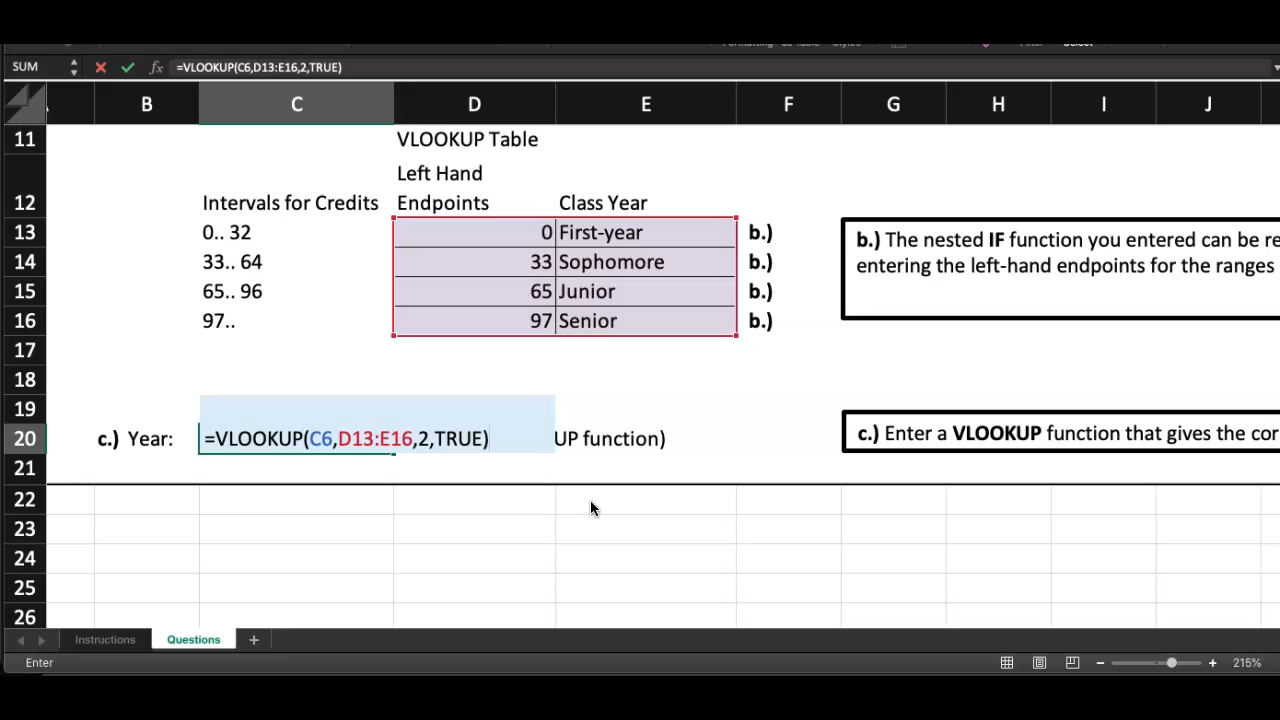 Select
SUM fx =VLOOKUP(C6,D13:E16,2,TRUE)
B C D E F G H I J
11 VLOOKUP Table
Left Hand
12 Intervals for Credits Endpoints Class Year
13 0.. 32 0 First-year b.) b.) The nested IF function you entered can be re
14 33.. 64 33 Sophomore b.) entering the left-hand endpoints for the ranges
15 65.. 96 65 Junior b.)
16 97.. 97 Senior b.)
17
18
19
20 c.) Year: =VLOOKUP(C6,D13:E16,2,TRUE) UP function) c.) Enter a VLOOKUP function that gives the cor
21
22
23
24
25
26
Instructions Questions +
Enter - + 215%